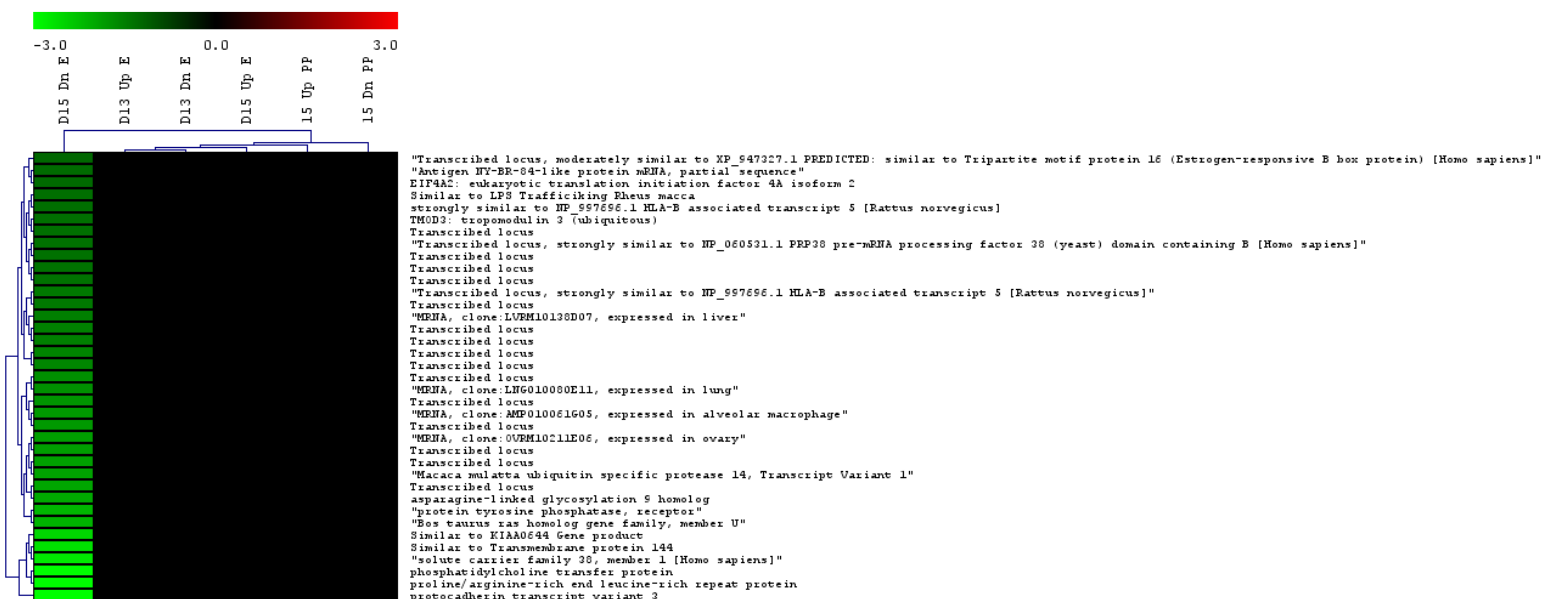 -3.0 0.0 3.0
D15 Dn E
D13 Up E
D13 Dn E
D15 Up E
15 Up PP
15 Dn PP
"Transcribed locus, moderately similar to XP_947327.1 PREDICTED: similar to Tripartite motif protein 16 (Estrogen-responsive B box protein) [Homo sapiens]"
"Antigen NY-BR-84-like protein mRNA, partial sequence"
EIF4A2: eukaryotic translation initiation factor 4A isoform 2
Similar to LPS Trafficiking Rheus macca
strongly similar to NP_997696.1 HLA-B associated transcript 5 [Rattus norvegicus]
TMOD3: tropomodulin 3 (ubiquitous)
Transcribed locus
"Transcribed locus, strongly similar to NP_060531.1 PRP38 pre-mRNA processing factor 38 (yeast) domain containing B [Homo sapiens]"
Transcribed locus
Transcribed locus
Transcribed locus
"Transcribed locus, strongly similar to NP_997696.1 HLA-B associated transcript 5 [Rattus norvegicus]"
Transcribed locus
"MRNA, clone:LVRM10138D07, expressed in liver"
Transcribed locus
Transcribed locus
Transcribed locus
Transcribed locus
Transcribed locus
"MRNA, clone:LNG010080E11, expressed in lung"
Transcribed locus
"MRNA, clone:AMP010061G05, expressed in alveolar macrophage"
Transcribed locus
"MRNA, clone:OVRM10211E06, expressed in ovary"
Transcribed locus
Transcribed locus
"Macaca mulatta ubiquitin specific protease 14, Transcript Variant 1"
Transcribed locus
asparagine-linked glycosylation 9 homolog
"protein tyrosine phosphatase, receptor"
"Bos taurus ras homolog gene family, member U"
Similar to KIAA0644 Gene product
Similar to Transmembrane protein 144
"solute carrier family 38, member 1 [Homo sapiens]"
phosphatidylcholine transfer protein
proline/arginine-rich end leucine-rich repeat protein
protocadherin transcript variant 3